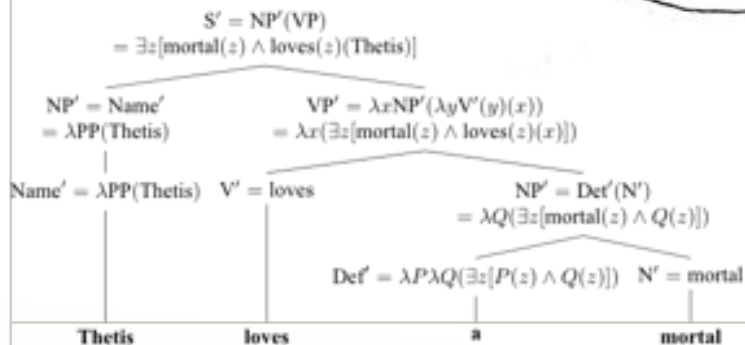 S′ = NP′(VP)
= ∃z[mortal(z) ∧ loves(z)(Thetis)]
NP′ = Name′
= λPP(Thetis)
VP′ = λxNP′(λyV′(y)(x))
= λx(∃z[mortal(z) ∧ loves(z)(x)])
Name′ = λPP(Thetis)
V′ = loves
NP′ = Det′(N′)
= λQ(∃z[mortal(z) ∧ Q(z)])
Det′ = λPλQ(∃z[P(z) ∧ Q(z)])
N′ = mortal
Thetis loves a mortal